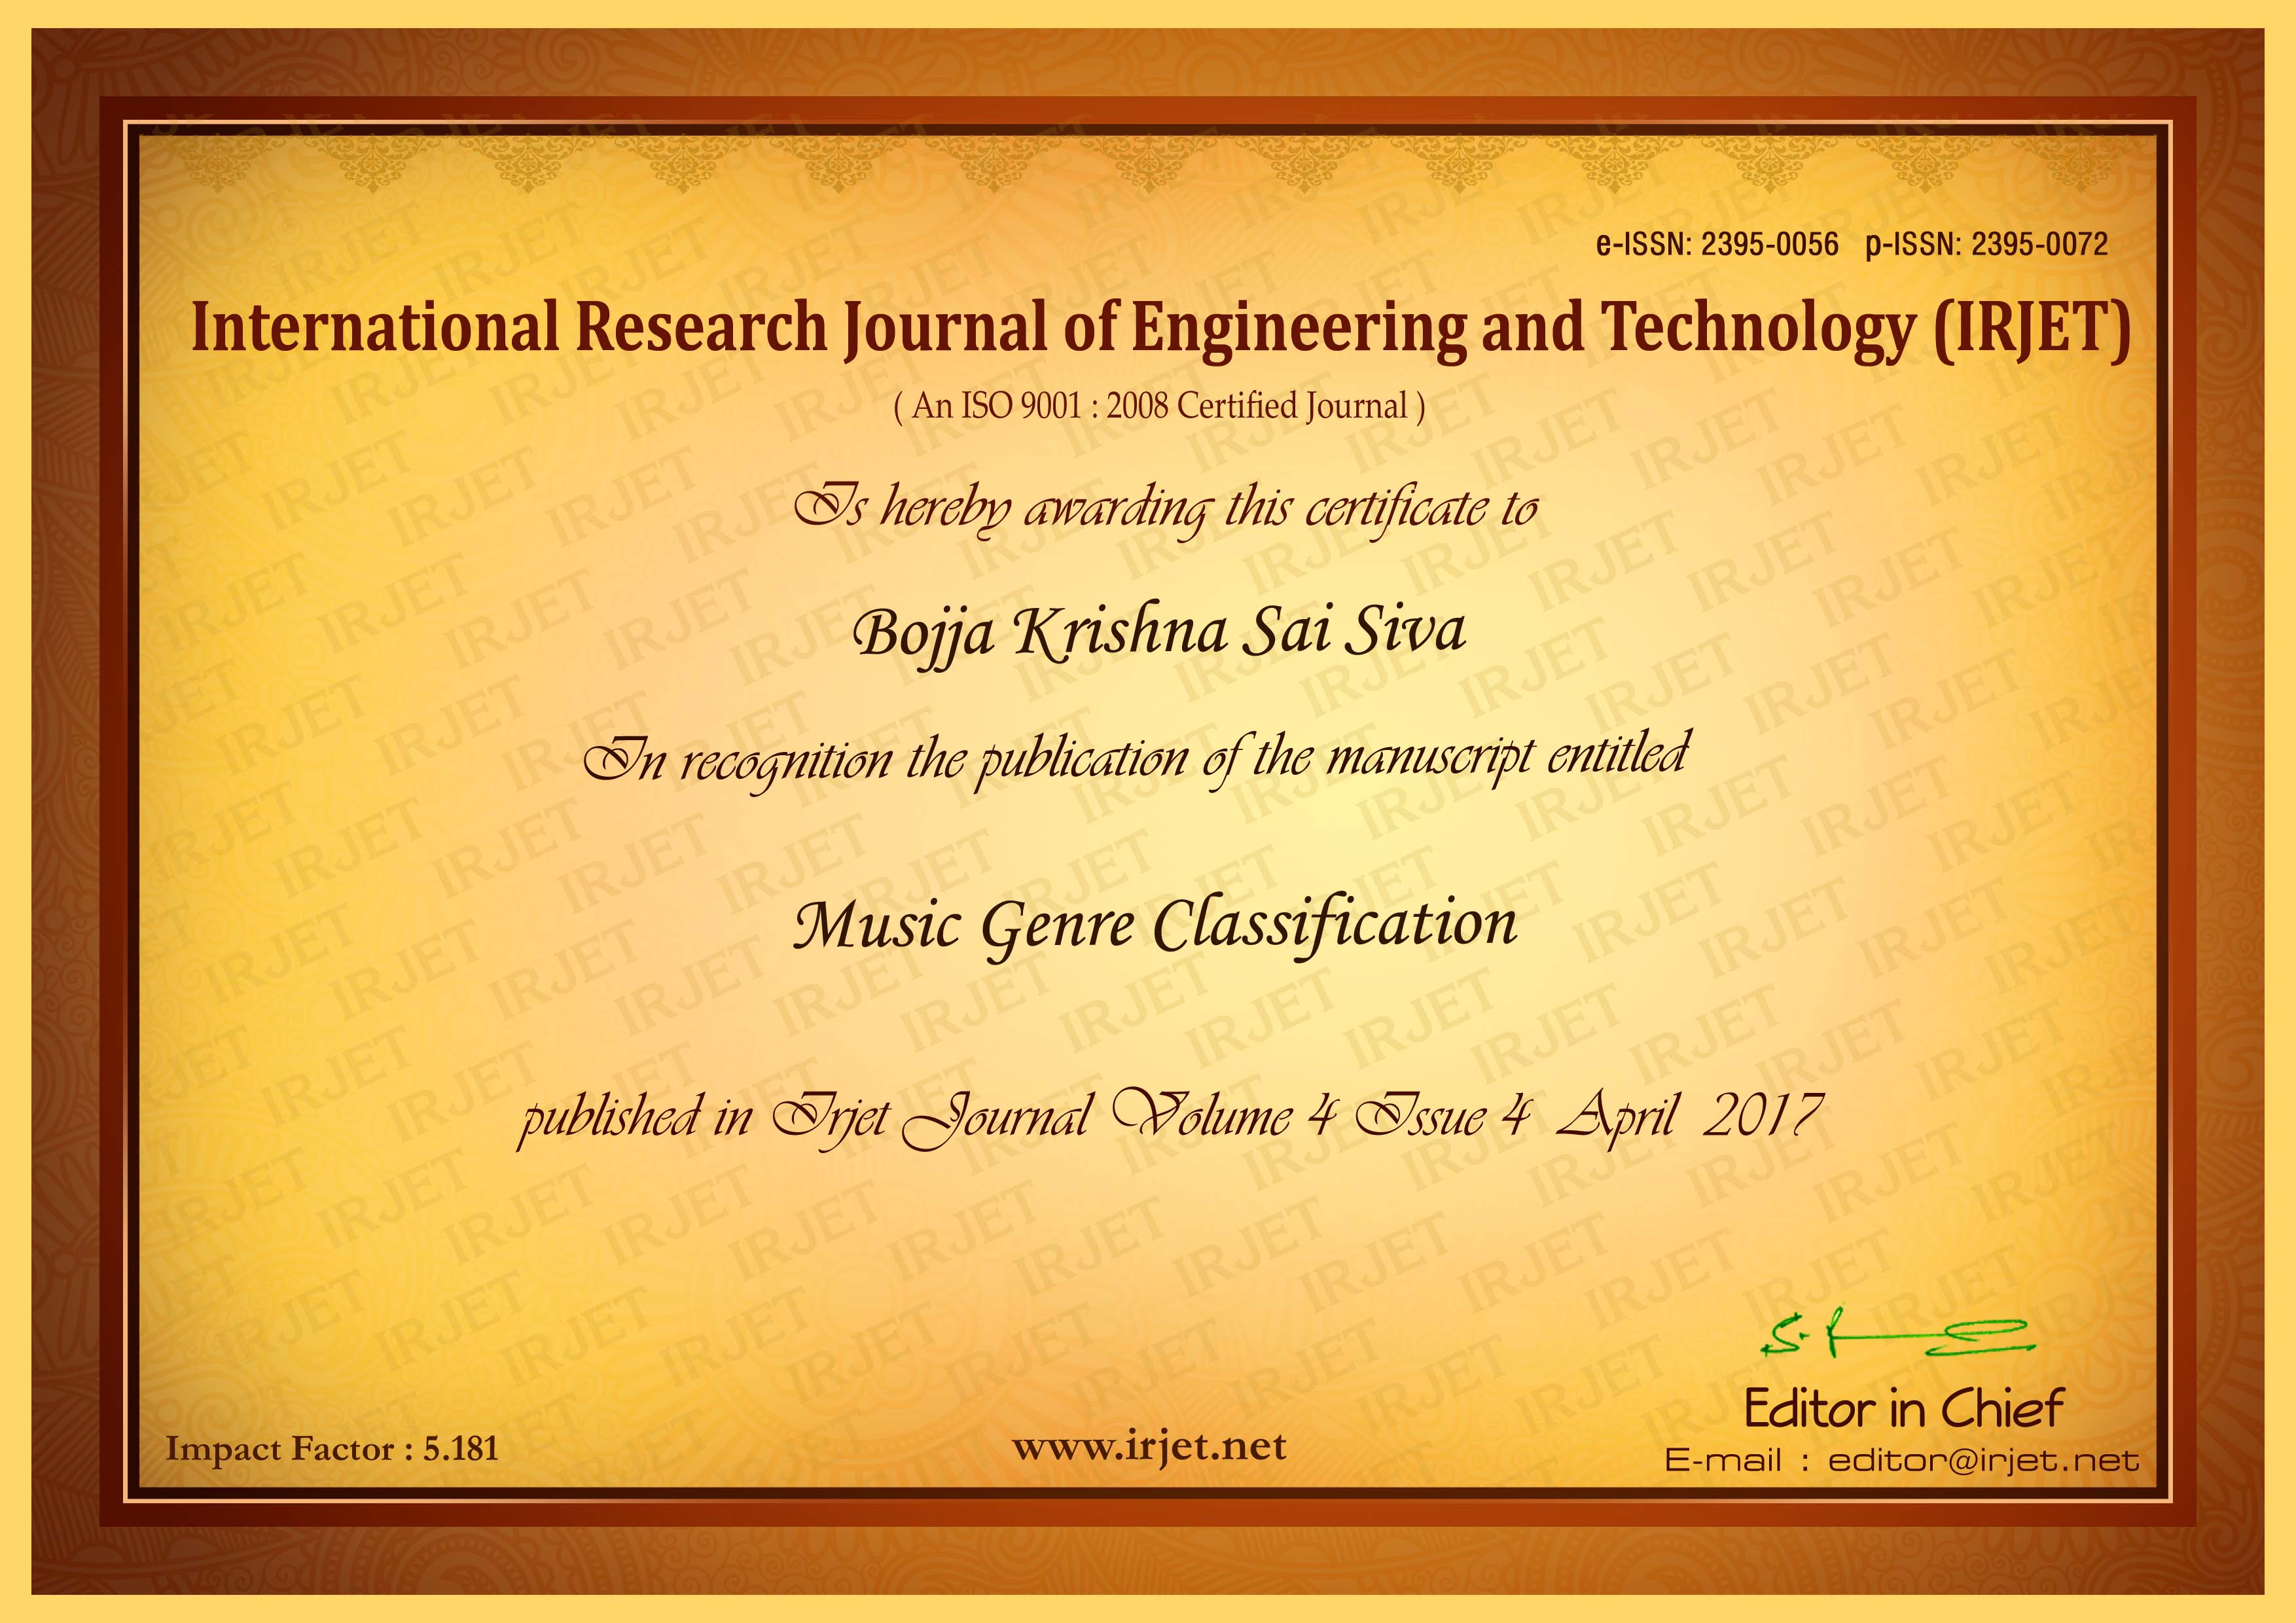 e-ISSN: 2395-0056 p-ISSN: 2395-0072
International Research Journal of Engineering and Technology (IRJET)
( An ISO 9001 : 2008 Certified Journal )
Is hereby awarding this certificate to
Bojja Krishna Sai Siva
In recognition the publication of the manuscript entitled
Music Genre Classification
published in Irjet Journal Volume 4 Issue 4 April 2017
Editor in Chief
Impact Factor : 5.181
www.irjet.net
E-mail : editor@irjet.net